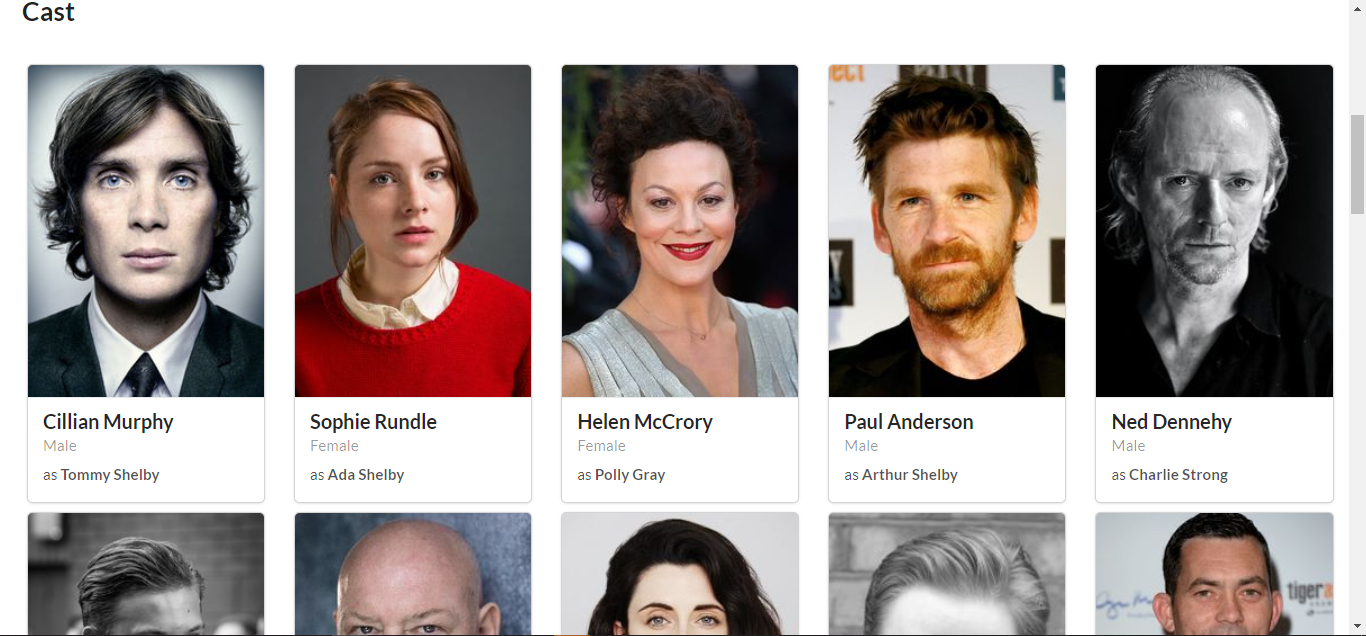 Cast
Cillian Murphy
Male
as Tommy Shelby
Sophie Rundle
Female
as Ada Shelby
Helen McCrory
Female
as Polly Gray
Paul Anderson
Male
as Arthur Shelby
Ned Dennehy
Male
as Charlie Strong
tiger